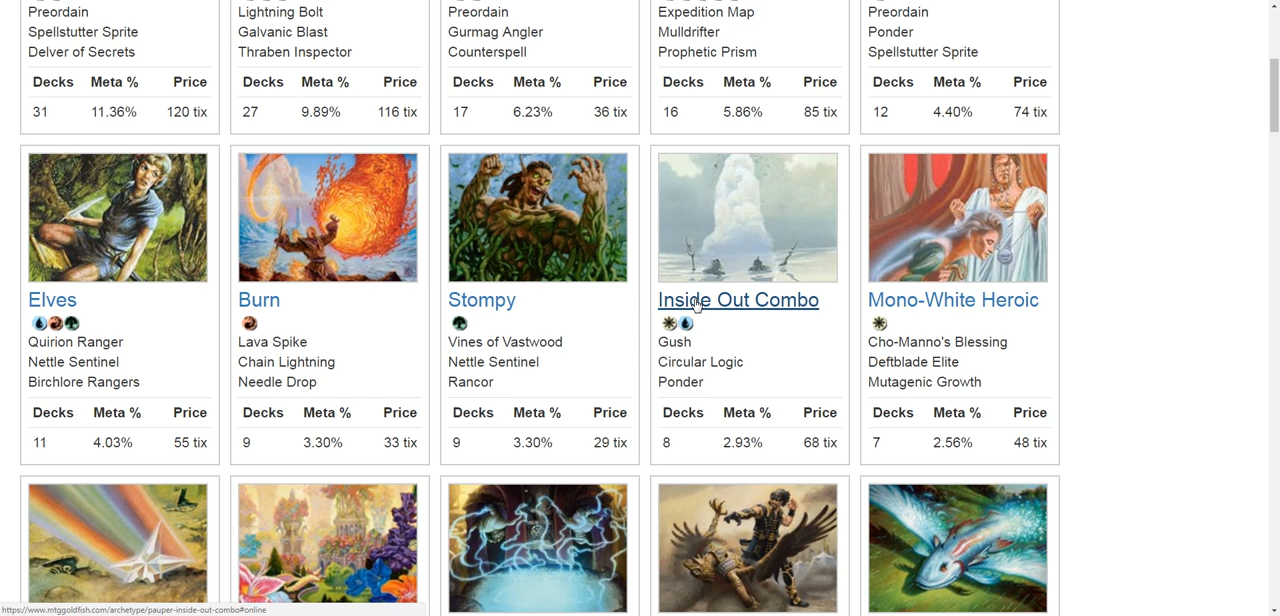 Preordain
Spellstutter Sprite
Delver of Secrets
Decks Meta % Price
31 11.36% 120 tix
Lightning Bolt
Galvanic Blast
Thraben Inspector
Decks Meta % Price
27 9.89% 116 tix
Preordain
Gurmag Angler
Counterspell
Decks Meta % Price
17 6.23% 36 tix
Expedition Map
Mulldrifter
Prophetic Prism
Decks Meta % Price
16 5.86% 85 tix
Preordain
Ponder
Spellstutter Sprite
Decks Meta % Price
12 4.40% 74 tix
Elves
Quirion Ranger
Nettle Sentinel
Birchlore Rangers
Decks Meta % Price
11 4.03% 55 tix
Burn
Lava Spike
Chain Lightning
Needle Drop
Decks Meta % Price
9 3.30% 33 tix
Stompy
Vines of Vastwood
Nettle Sentinel
Rancor
Decks Meta % Price
9 3.30% 29 tix
Inside Out Combo
Gush
Circular Logic
Ponder
Decks Meta % Price
8 2.93% 68 tix
Mono-White Heroic
Cho-Manno's Blessing
Deftblade Elite
Mutagenic Growth
Decks Meta % Price
7 2.56% 48 tix
https://www.mtggoldfish.com/archetype/pauper-inside-out-combo#online